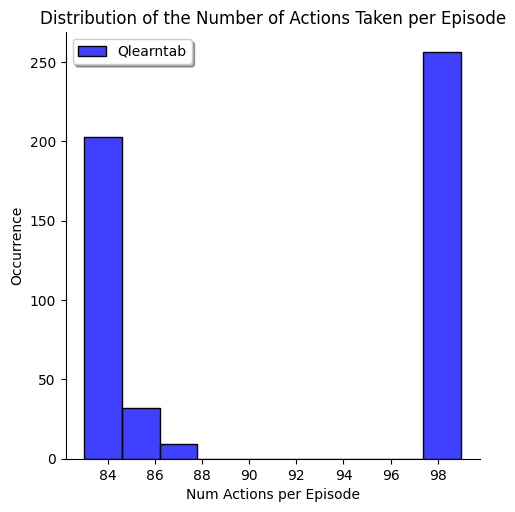 Distribution of the Number of Actions Taken per Episode
Qlearntab
250
200
150
100
50
0
Occurrence
84 86 88 90 92 94 96 98
Num Actions per Episode